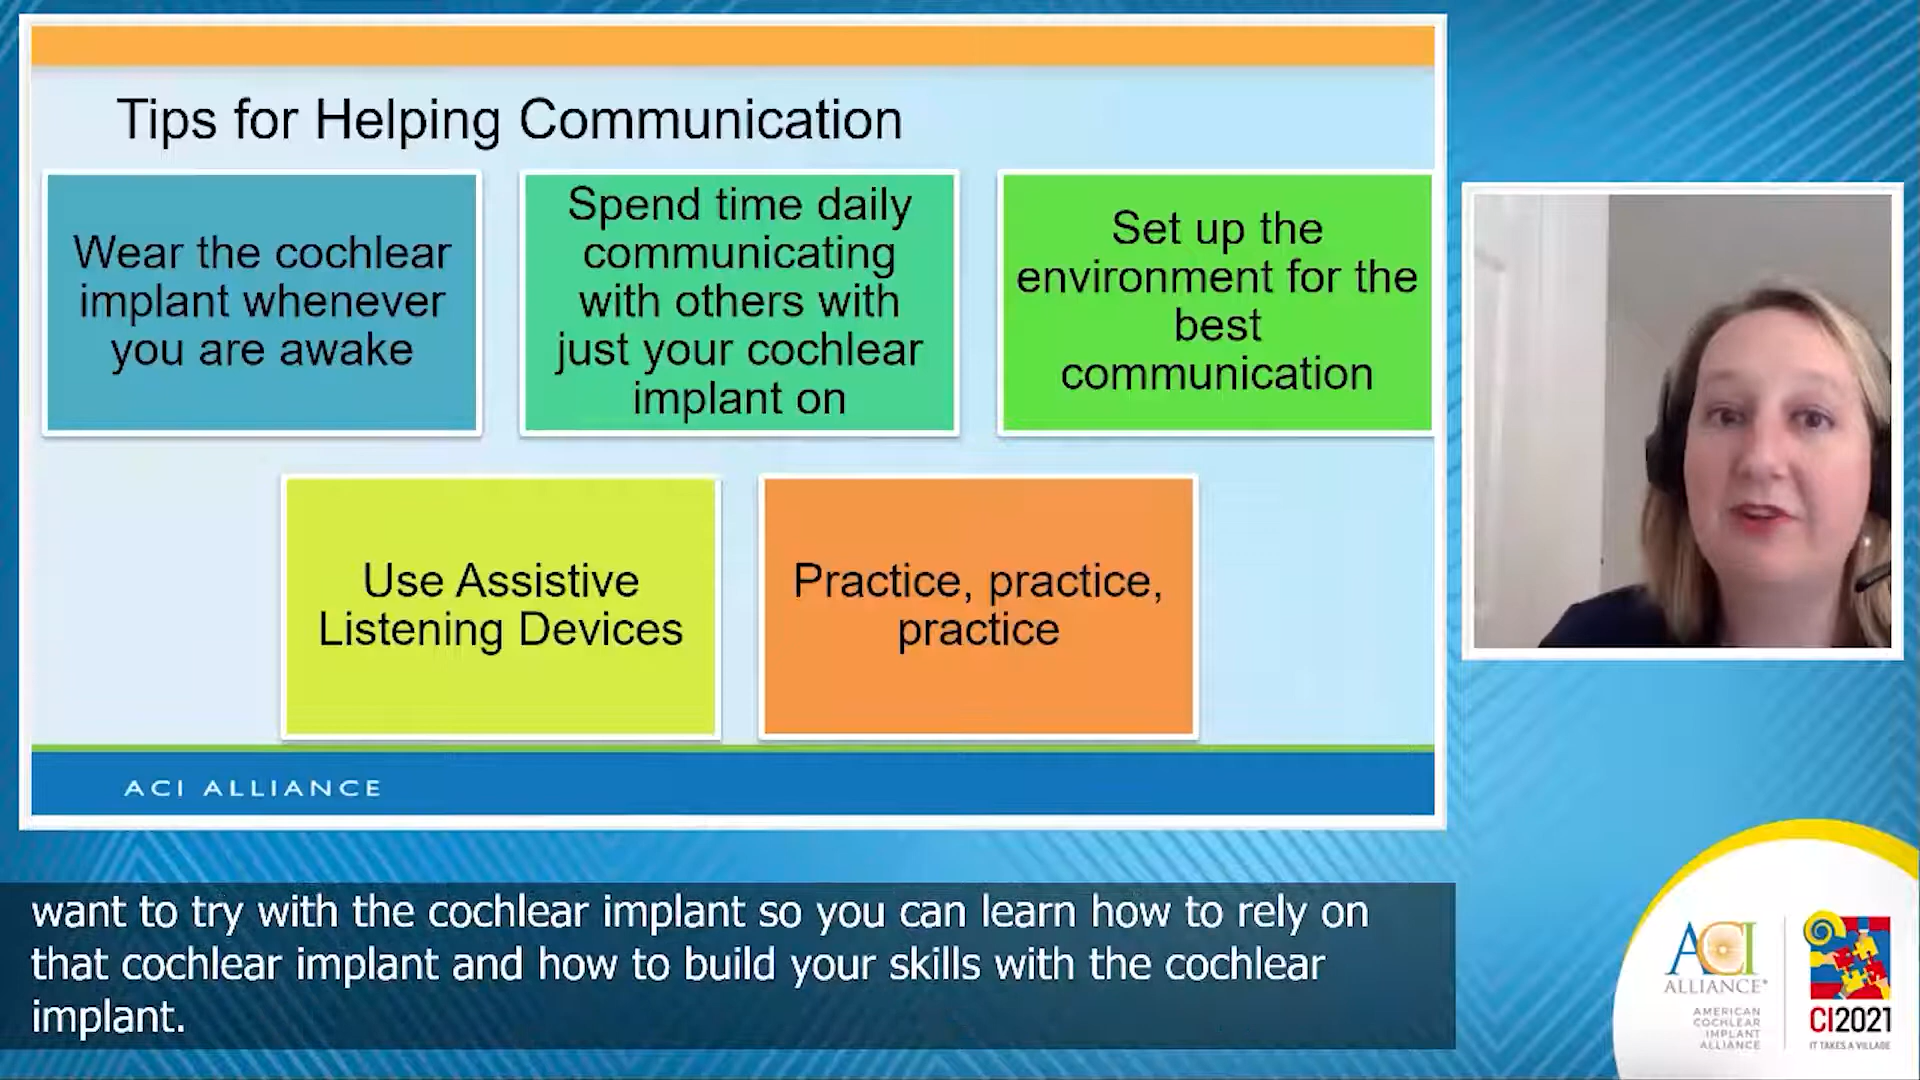 Tips for Helping Communication
Wear the cochlear
implant whenever
you are awake
Spend time daily
communicating
with others with
just your cochlear
implant on
Set up the
environment for the
best
communication
Use Assistive
Listening Devices
Practice, practice,
practice
ACI ALLIANCE
want to try with the cochlear implant so you can learn how to rely on
that cochlear implant and how to build your skills with the cochlear
implant.
ACI
ALLIANCE®
AMERICAN
COCHLEAR
IMPLANT
ALLIANCE
CI2021
IT TAKES A VILLAGE